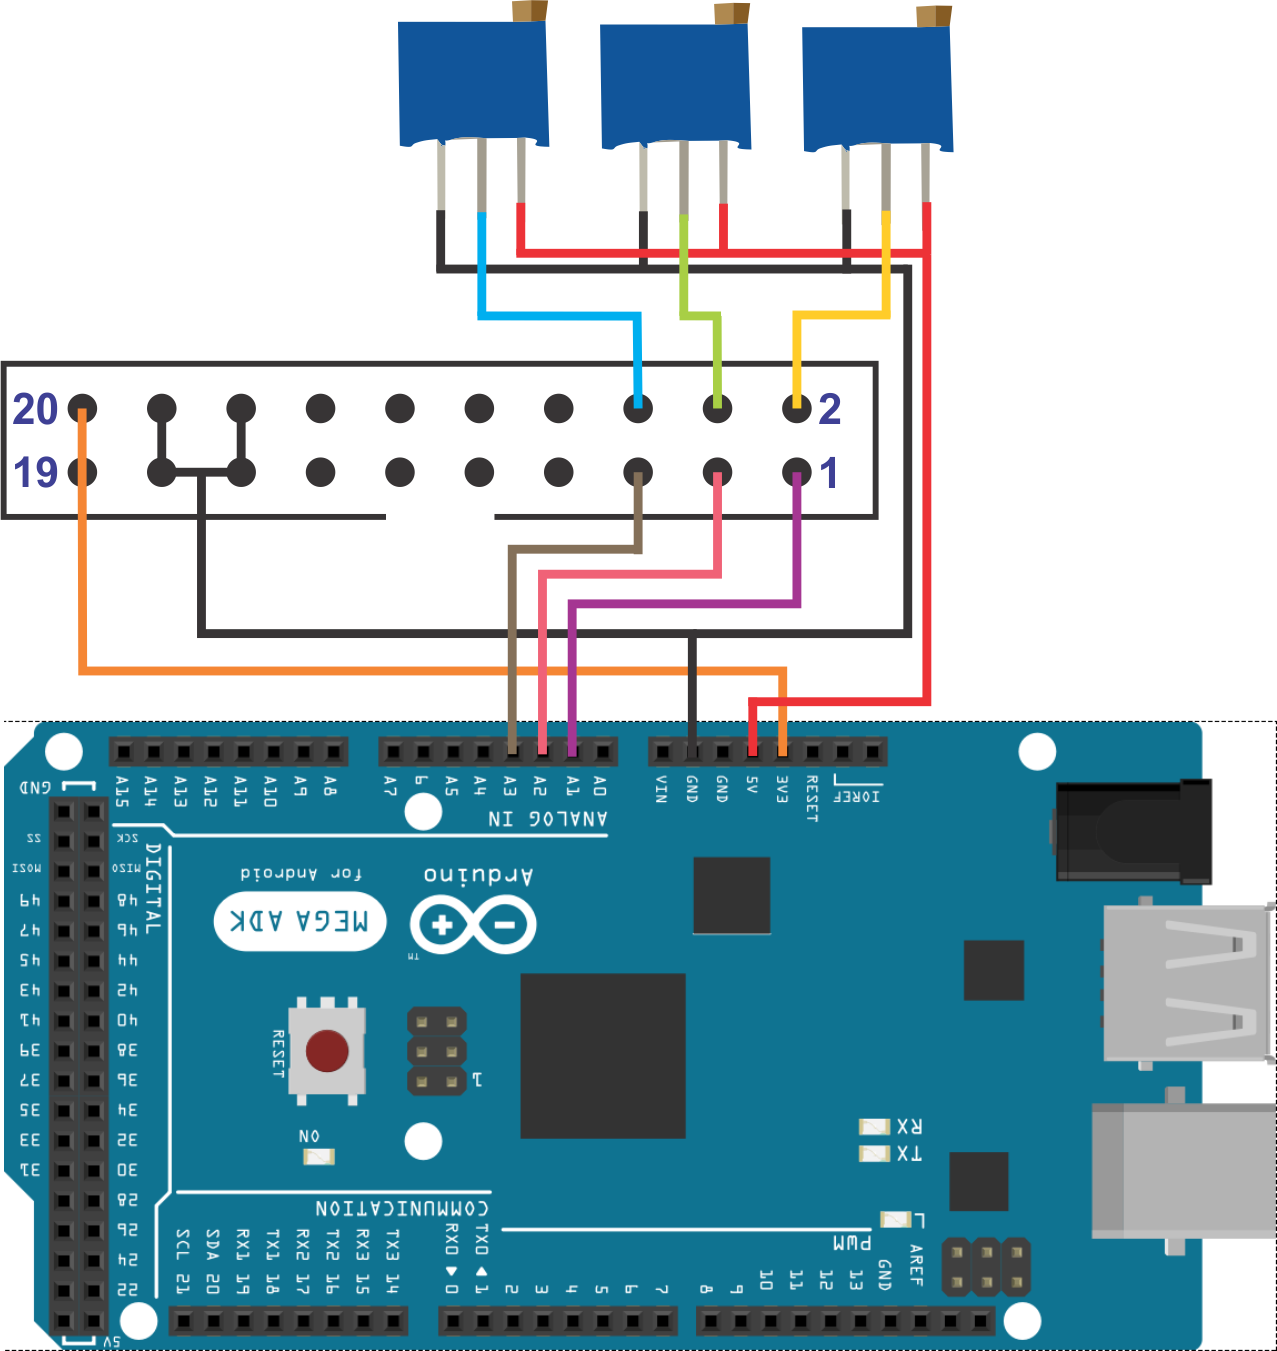 20
2
19
1
A15 A14 A13 A12 A11 A10 A9 A8
A7 6 A5 A4 A3 A2 A1 A0
VIN GND GND 5V 3V3 RESET IOREF
GND
ANALOG IN
SS SCK
MOSI MISO
DIGITAL
for Android
Arduino
MEGA ADK
TM
49 48
47 46
45 44
43 42
41 40
39 38
37 36
35 34
33 32
31 30
28
26
24
22
5V
RESET
1
ON
RX
TX
L
COMMUNICATION
PWM
SCL 21
SDA 20
RX1 19
TX1 18
RX2 17
TX2 16
RX3 15
TX3 14
RX0 ▶ 0
TX0 ◀ 1
2
3
4
5
6
7
8
9
10
11
12
13
GND
AREF